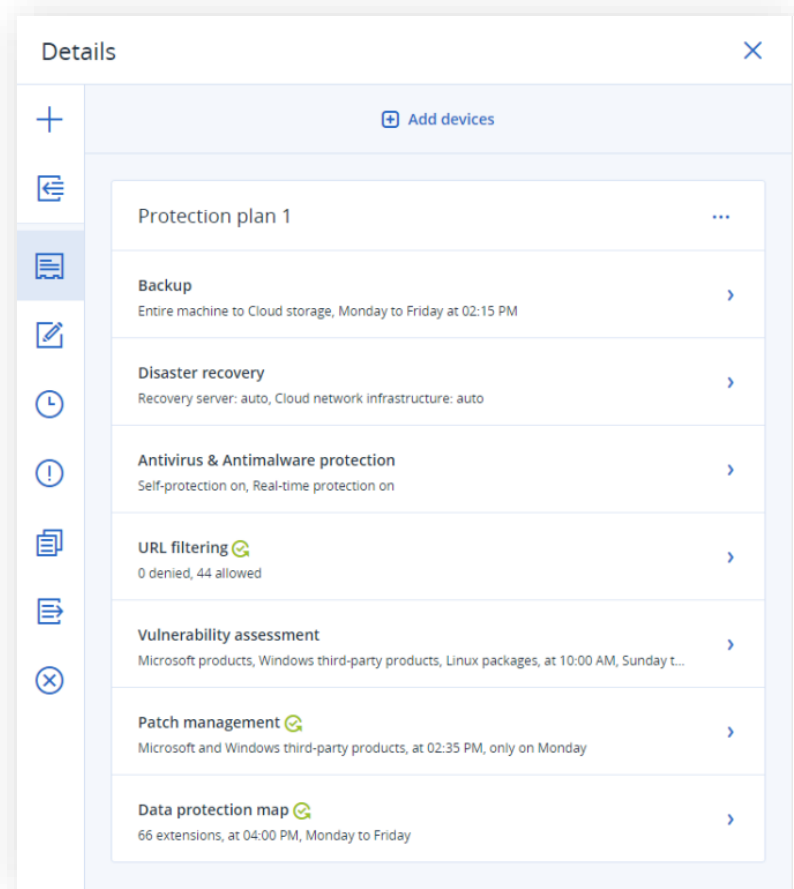 Details
Add devices
Protection plan 1
Backup
Entire machine to Cloud storage, Monday to Friday at 02:15 PM
Disaster recovery
Recovery server: auto, Cloud network infrastructure: auto
Antivirus & Antimalware protection
Self-protection on, Real-time protection on
URL filtering
0 denied, 44 allowed
Vulnerability assessment
Microsoft products, Windows third-party products, Linux packages, at 10:00 AM, Sunday t...
Patch management
Microsoft and Windows third-party products, at 02:35 PM, only on Monday
Data protection map
66 extensions, at 04:00 PM, Monday to Friday